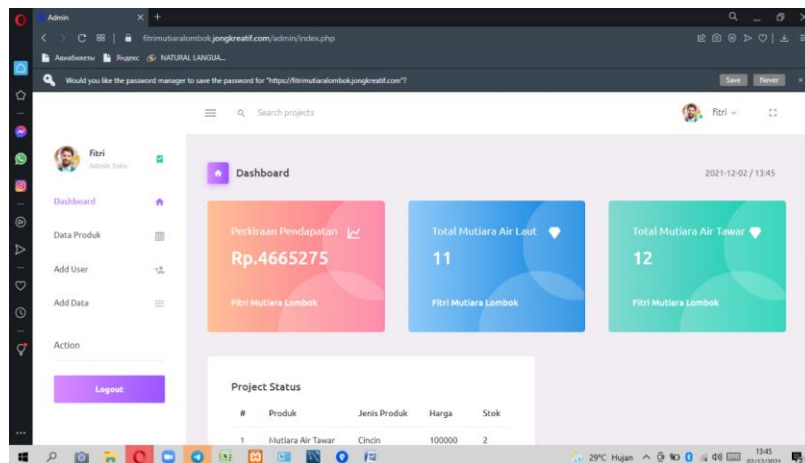 Admin
fitrimutiaralombok.jongkreatif.com/admin/index.php
Авиабилеты Яндекс NATURAL LANGUA...
Would you like the password manager to save the password for "https://fitrimutiaralombok.jongkreatif.com"?
Save Never
Search projects
fitri
fitri
Admin Toko
Dashboard
2021-12-02 / 13:45
Dashboard
Data Produk
Add User
Add Data
Action
Logout
Perkiraan Pendapatan
Rp.4665275
Fitri Mutiara Lombok
Total Mutiara Air Laut
11
Fitri Mutiara Lombok
Total Mutiara Air Tawar
12
Fitri Mutiara Lombok
Project Status
# Produk Jenis Produk Harga Stok
1 Mutiara Air Tawar Cincin 100000 2
29°C Hujan
13:45
02/12/2021